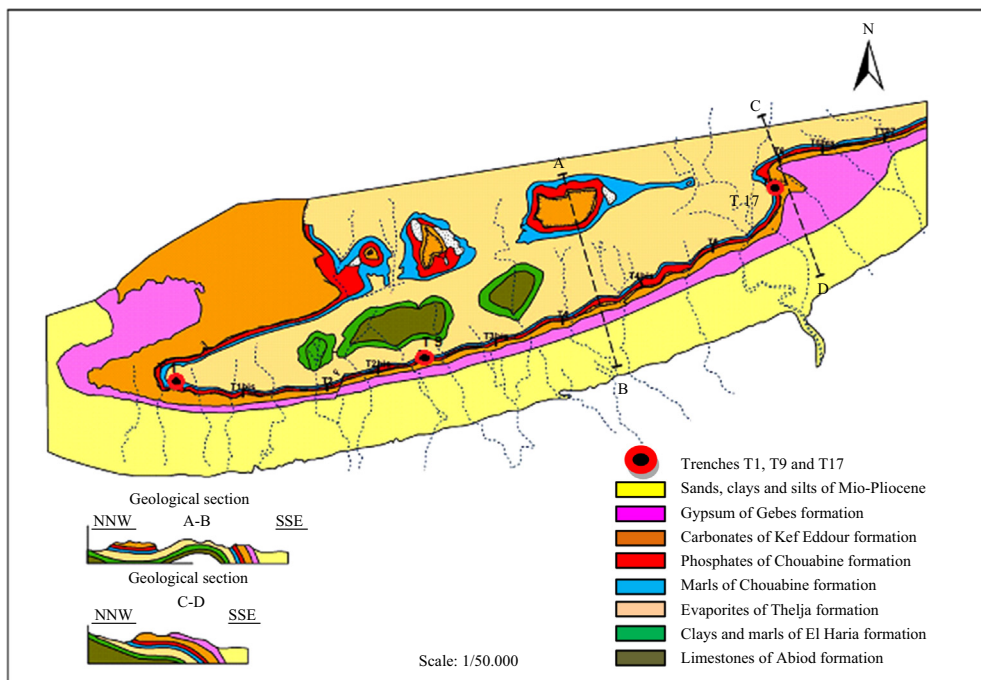 N
C
A
T 17
D
B
T1bis
T2bis
Trenches T1, T9 and T17
Sands, clays and silts of Mio-Pliocene
Gypsum of Gebes formation
Carbonates of Kef Eddour formation
Phosphates of Chouabine formation
Marls of Chouabine formation
Evaporites of Thelja formation
Clays and marls of El Haria formation
Limestones of Abiod formation
Geological section
NNW A-B SSE
Geological section
C-D
NNW SSE
Scale: 1/50.000